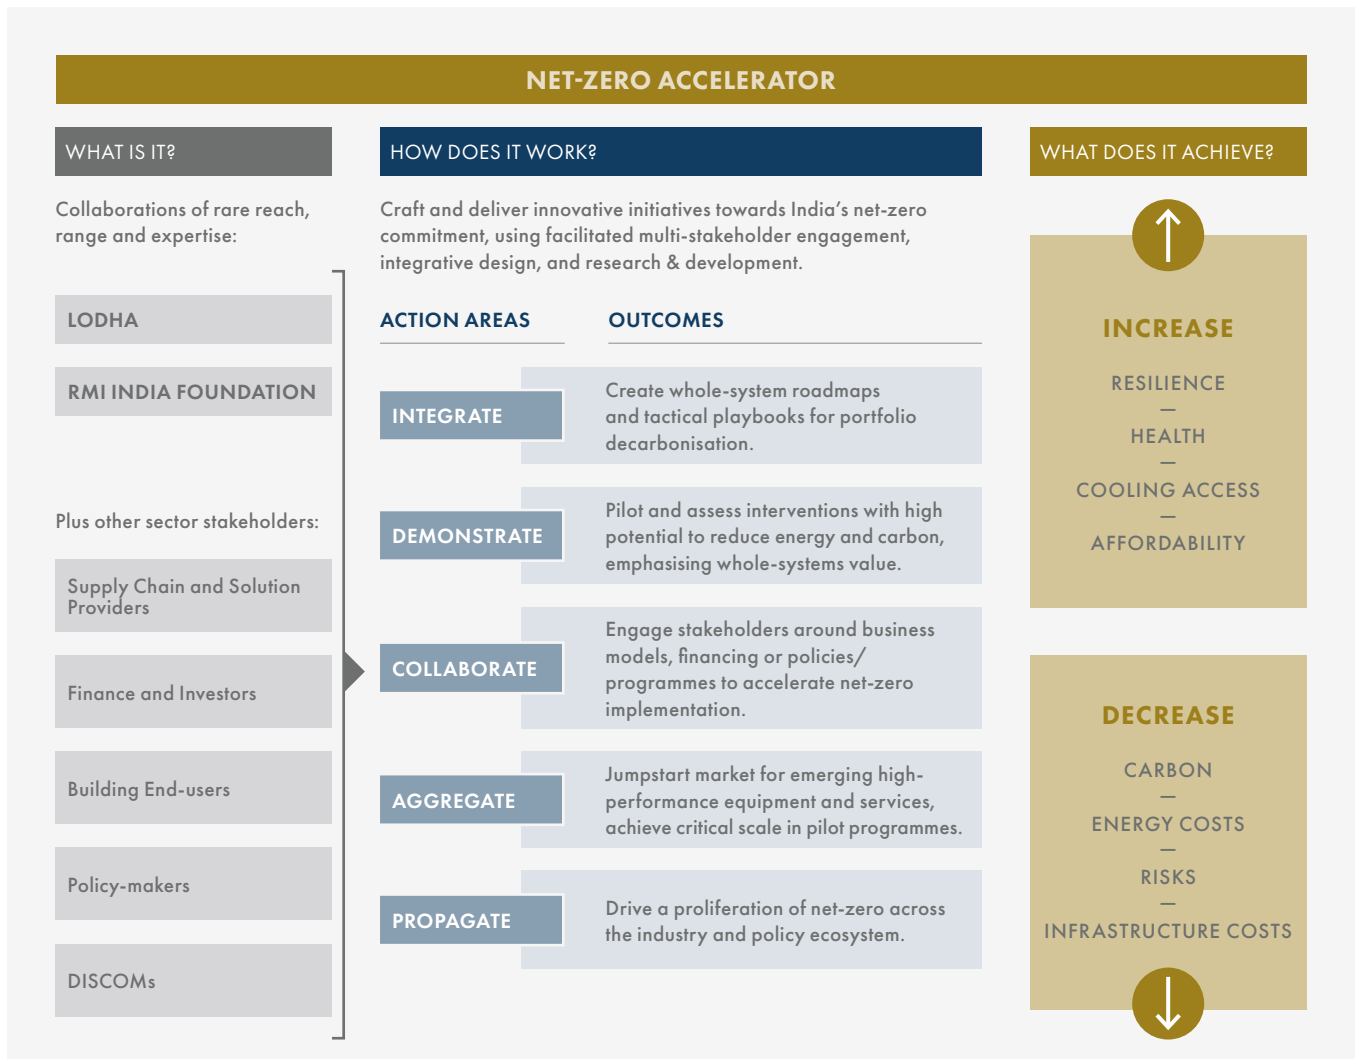 NET-ZERO ACCELERATOR
WHAT IS IT?
Collaborations of rare reach,
range and expertise:
LODHA
RMI INDIA FOUNDATION
Plus other sector stakeholders:
Supply Chain and Solution
Providers
Finance and Investors
Building End-users
Policy-makers
DISCOMs
HOW DOES IT WORK?
Craft and deliver innovative initiatives towards India’s net-zero
commitment, using facilitated multi-stakeholder engagement,
integrative design, and research & development.
ACTION AREAS
OUTCOMES
INTEGRATE
Create whole-system roadmaps
and tactical playbooks for portfolio
decarbonisation.
DEMONSTRATE
Pilot and assess interventions with high
potential to reduce energy and carbon,
emphasising whole-systems value.
COLLABORATE
Engage stakeholders around business
models, financing or policies/
programmes to accelerate net-zero
implementation.
AGGREGATE
Jumpstart market for emerging high-
performance equipment and services,
achieve critical scale in pilot programmes.
PROPAGATE
Drive a proliferation of net-zero across
the industry and policy ecosystem.
WHAT DOES IT ACHIEVE?
INCREASE
RESILIENCE
—
HEALTH
—
COOLING ACCESS
—
AFFORDABILITY
DECREASE
CARBON
—
ENERGY COSTS
—
RISKS
—
INFRASTRUCTURE COSTS